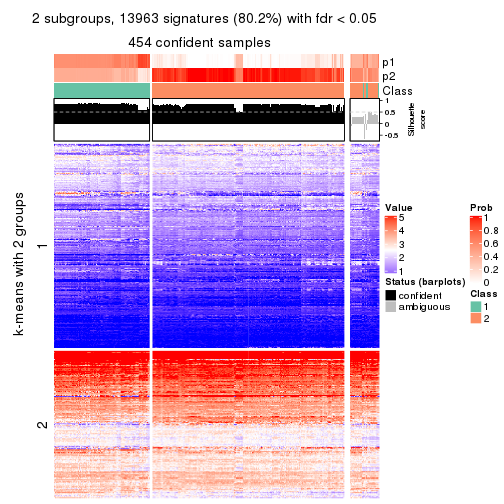 2 subgroups, 13963 signatures (80.2%) with fdr < 0.05
454 confident samples
p1
p2
Class
1
0.5
0
-0.5
Silhouette
score
k-means with 2 groups
1
2
Value
5
4
3
2
1
Status (barplots)
confident
ambiguous
Prob
1
0.8
0.6
0.4
0.2
0
Class
1
2